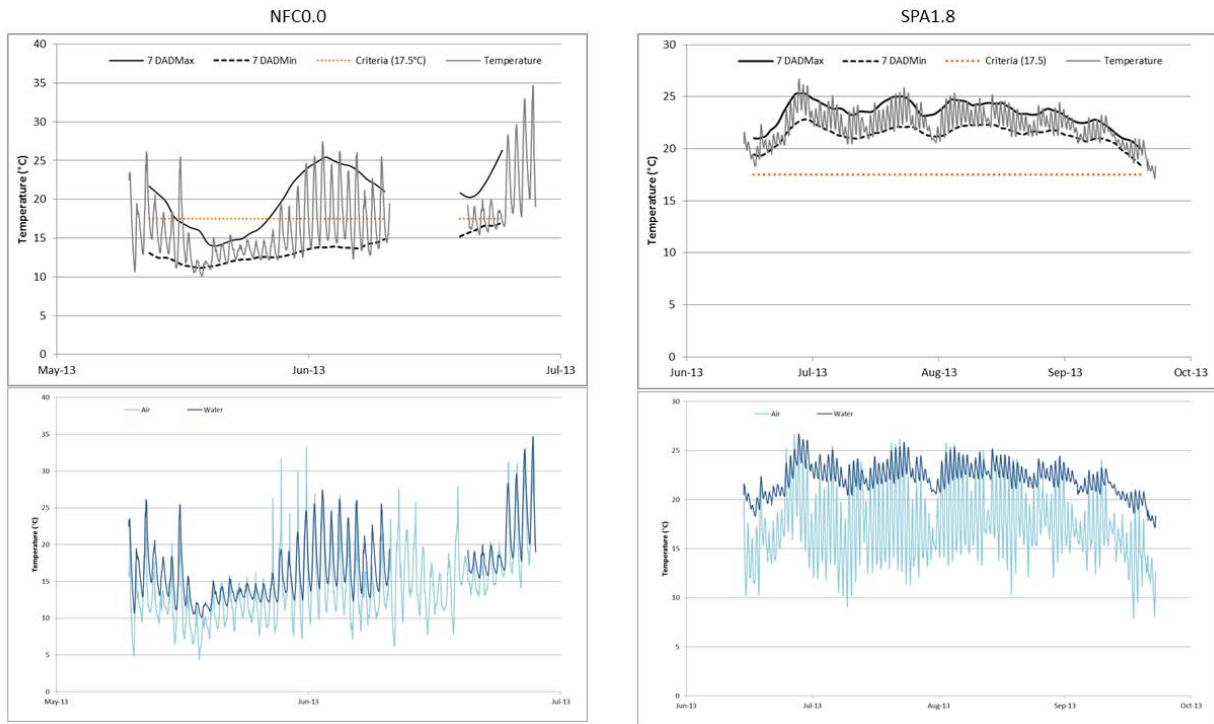 NFC0.0
SPA1.8
40
35
30
25
20
15
10
5
0
Temperature (°C)
7 DADMax 7 DADMin Criteria (17.5°C) Temperature
May-13 Jun-13 Jul-13
30
25
20
15
10
5
0
Temperature (°C)
7 DADMax 7 DADMin Criteria (17.5) Temperature
Jun-13 Jul-13 Aug-13 Sep-13 Oct-13
40
35
30
25
20
15
10
5
0
Temperature (°C)
Air Water
May-13 Jun-13 Jul-13
30
25
20
15
10
5
0
Temperature (°C)
Air Water
Jun-13 Jul-13 Aug-13 Sep-13 Oct-13